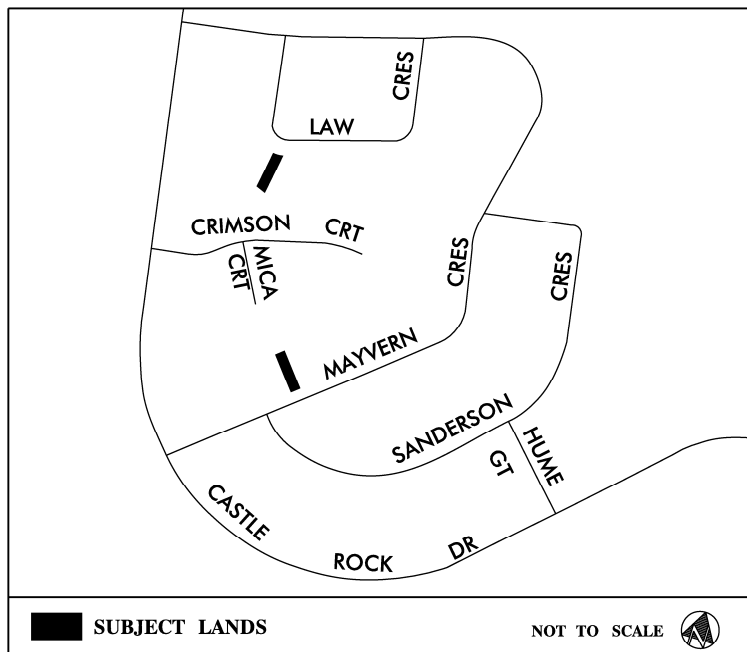 CRES
LAW
CRIMSON CRT
MICA
CRT
CRES
CRES
MAYVERN
SANDERSON
HUME
GT
CASTLE ROCK DR
SUBJECT LANDS
NOT TO SCALE